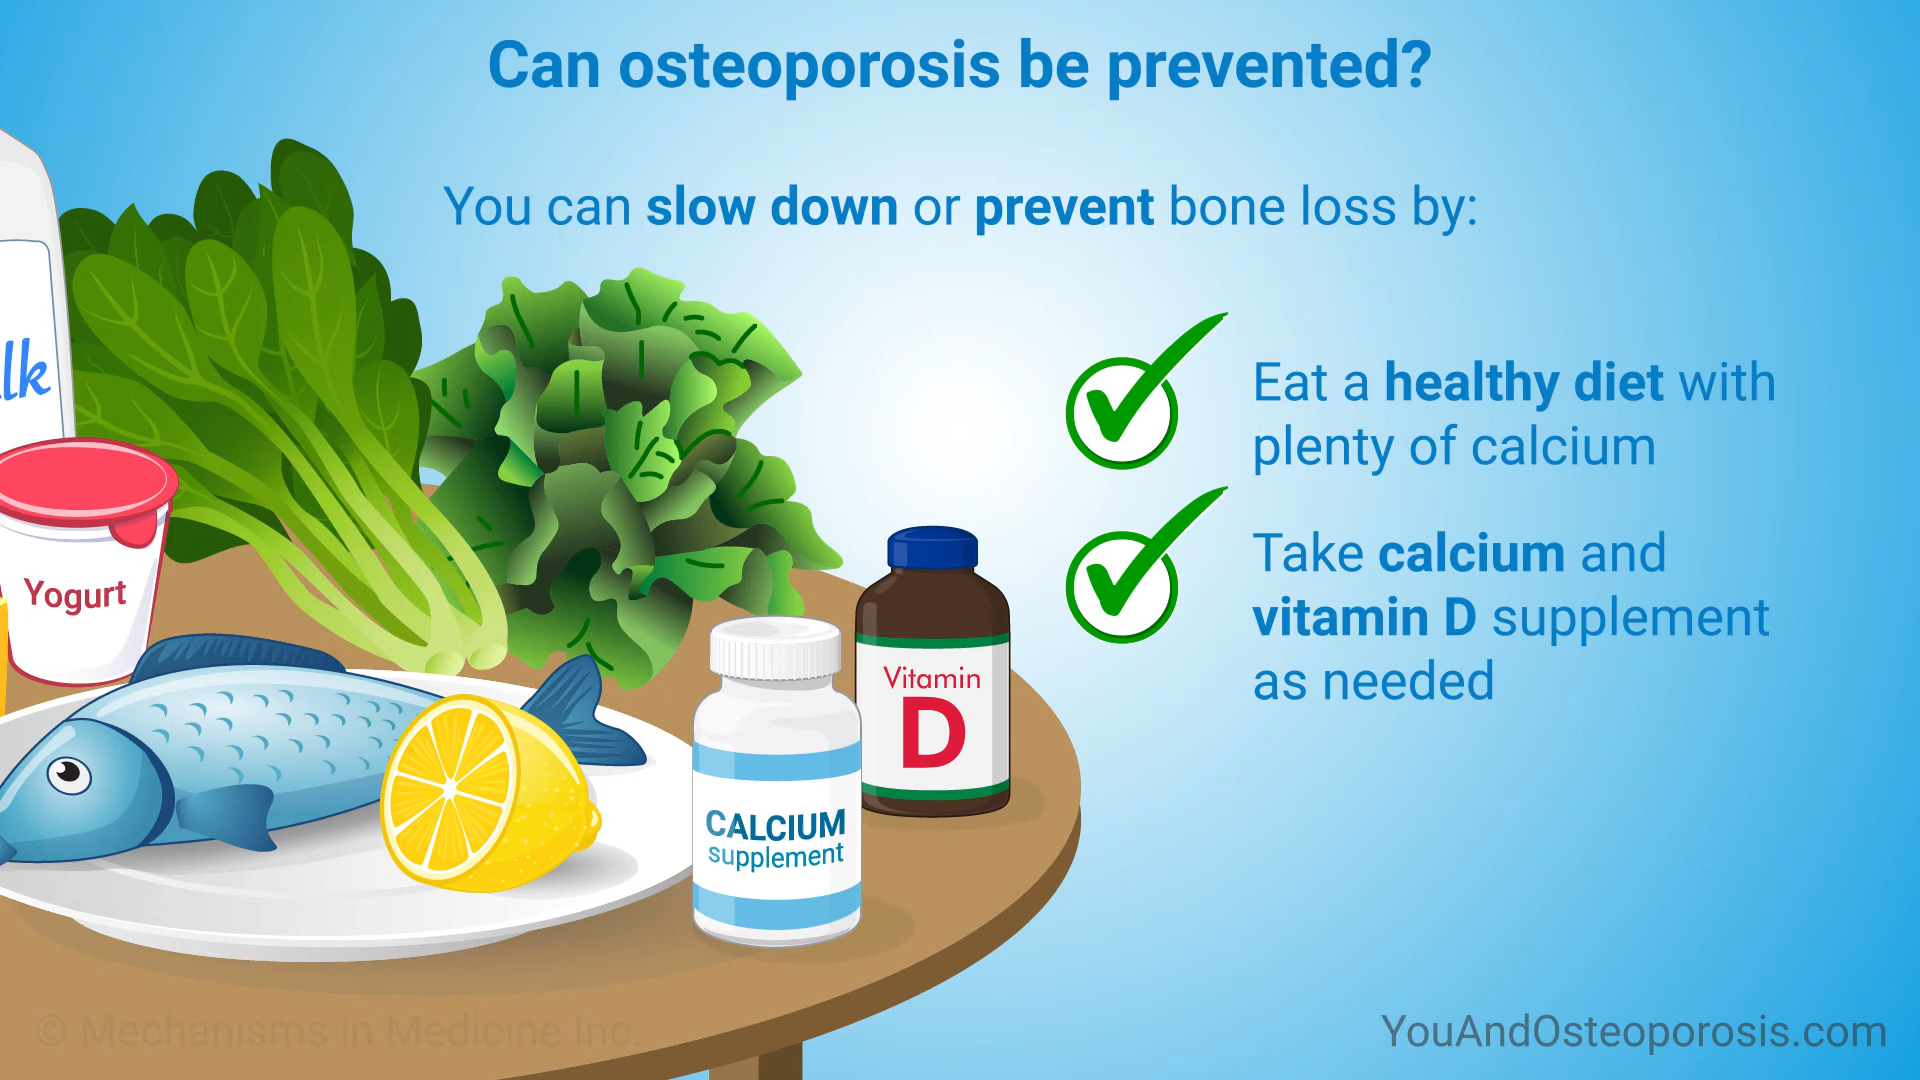 Can osteoporosis be prevented?
You can slow down or prevent bone loss by:
Eat a healthy diet with
plenty of calcium
Take calcium and
vitamin D supplement
as needed
lk
Yogurt
Vitamin
D
CALCIUM
supplement
© Mechanisms in Medicine Inc.
YouAndOsteoporosis.com